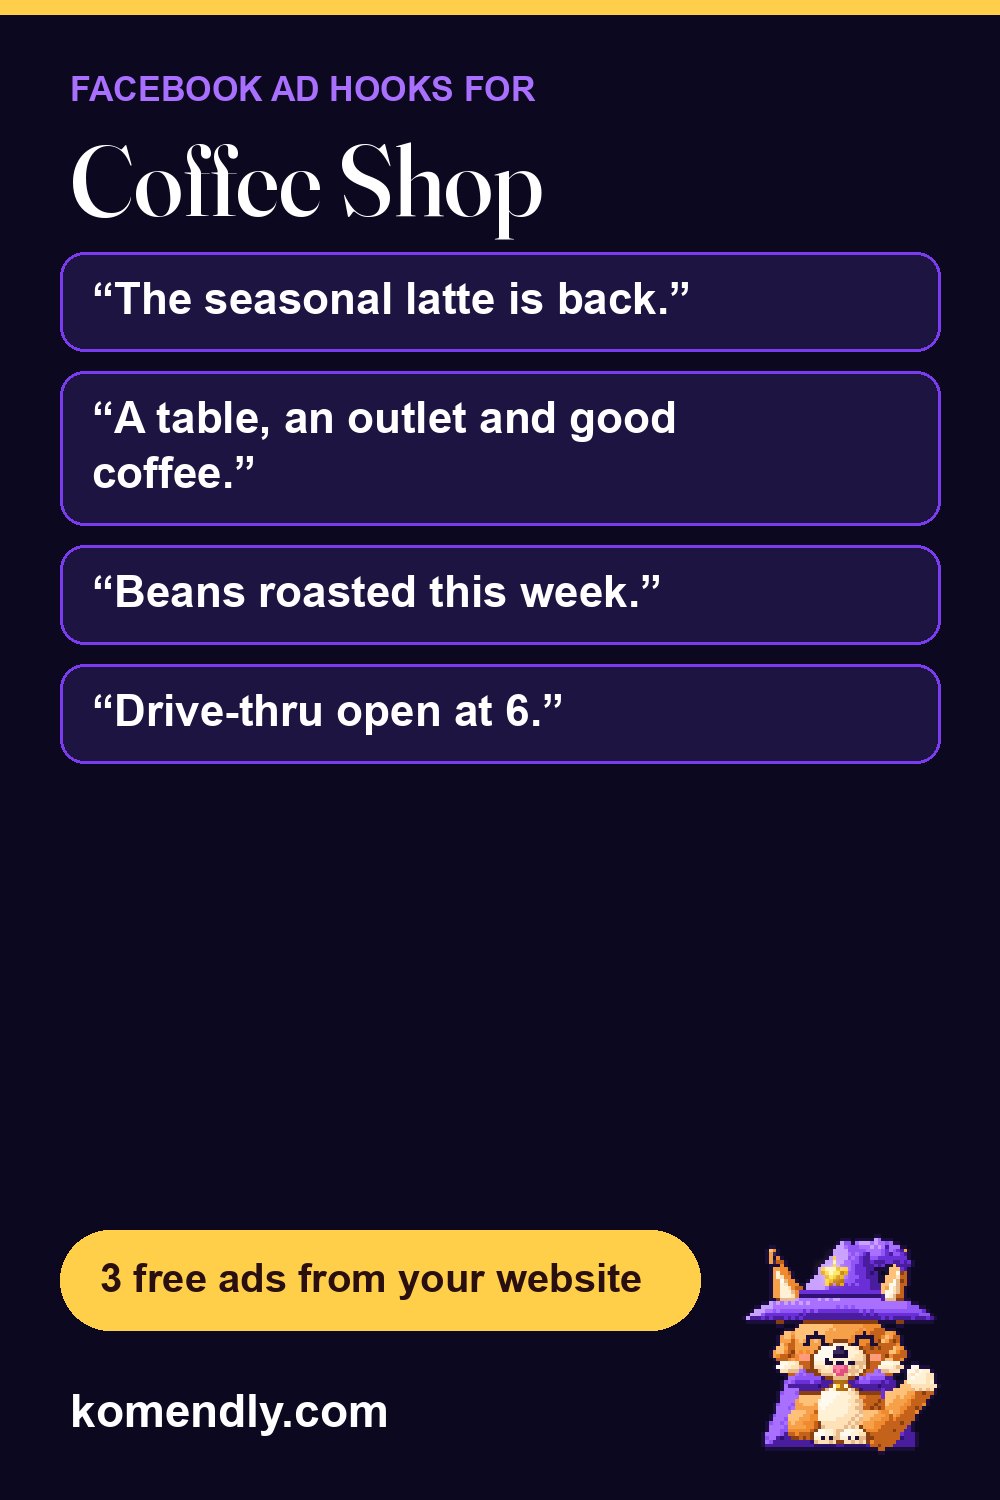 FACEBOOK AD HOOKS FOR
Coffee Shop
“The seasonal latte is back.”
“A table, an outlet and good
coffee.”
“Beans roasted this week.”
“Drive-thru open at 6.”
3 free ads from your website
komendly.com